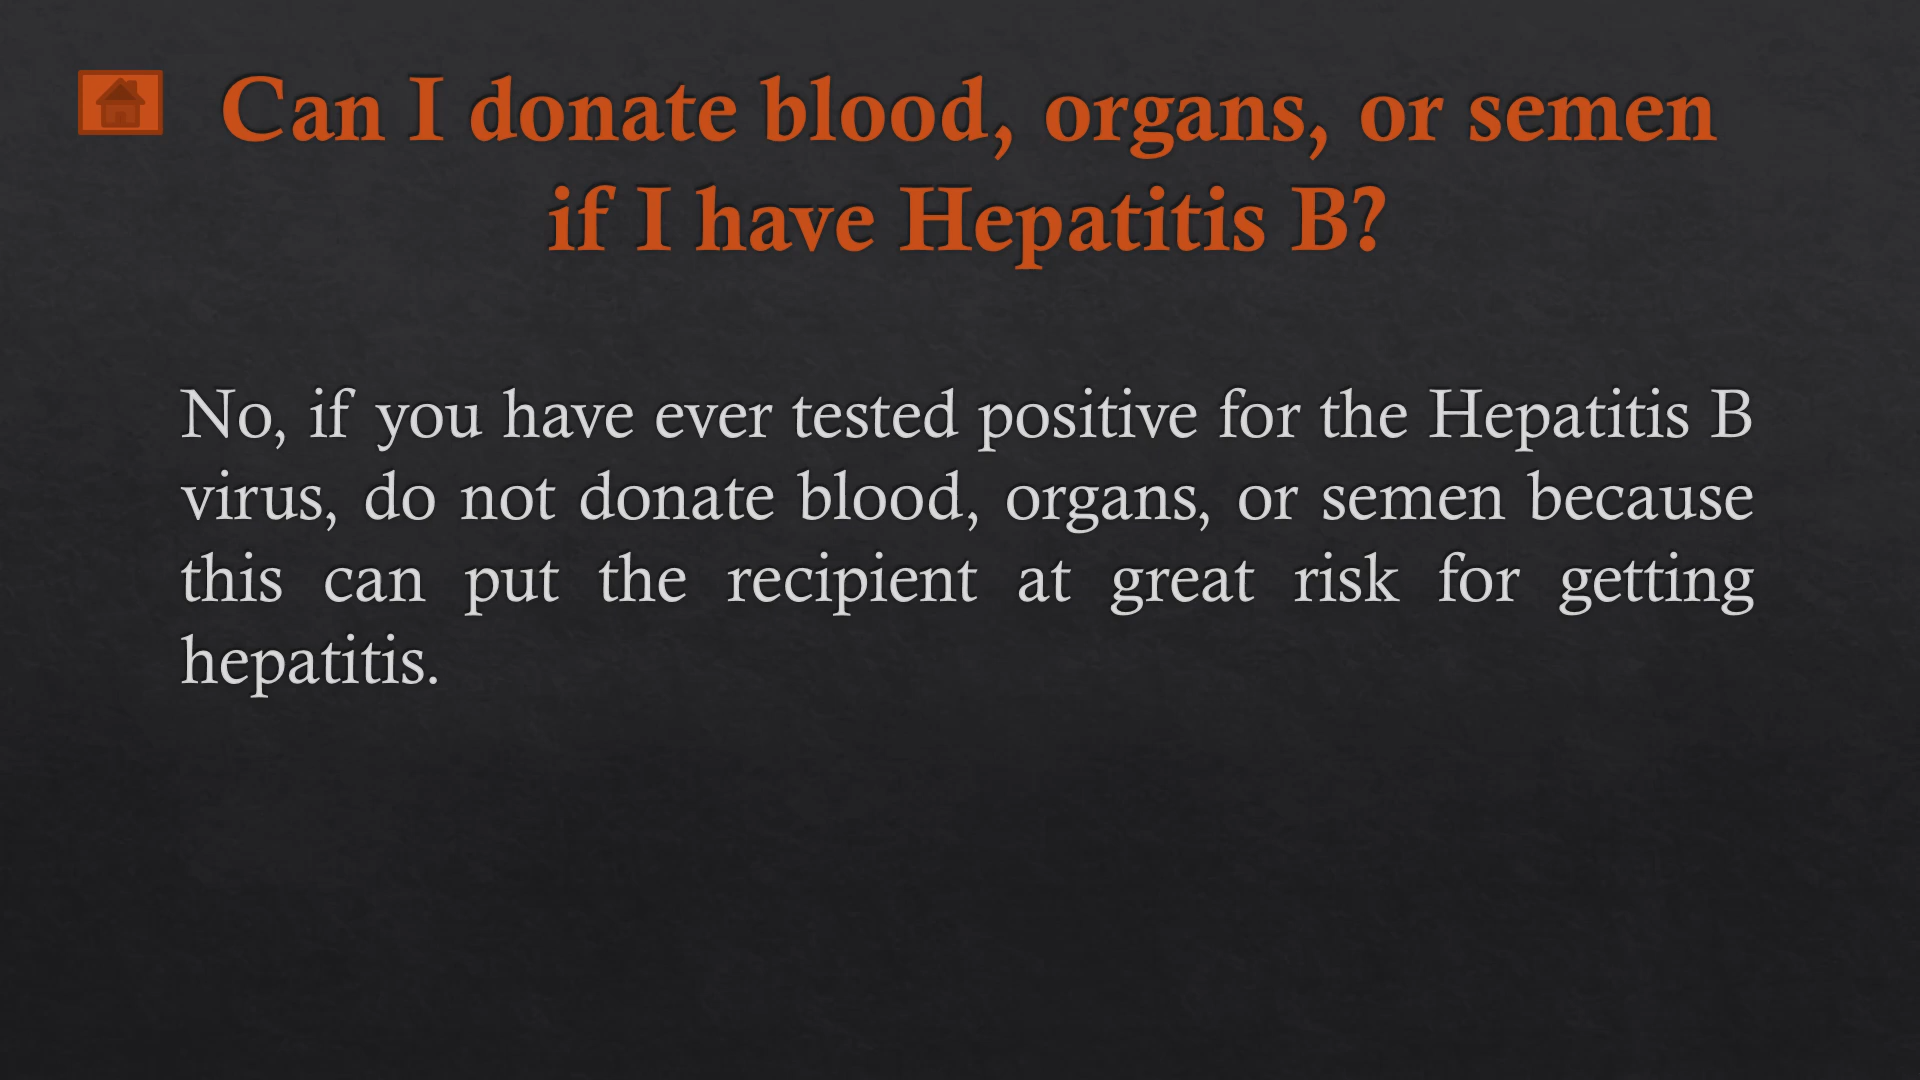 Can I donate blood, organs, or semen
if I have Hepatitis B?
No, if you have ever tested positive for the Hepatitis B
virus, do not donate blood, organs, or semen because
this can put the recipient at great risk for getting
hepatitis.